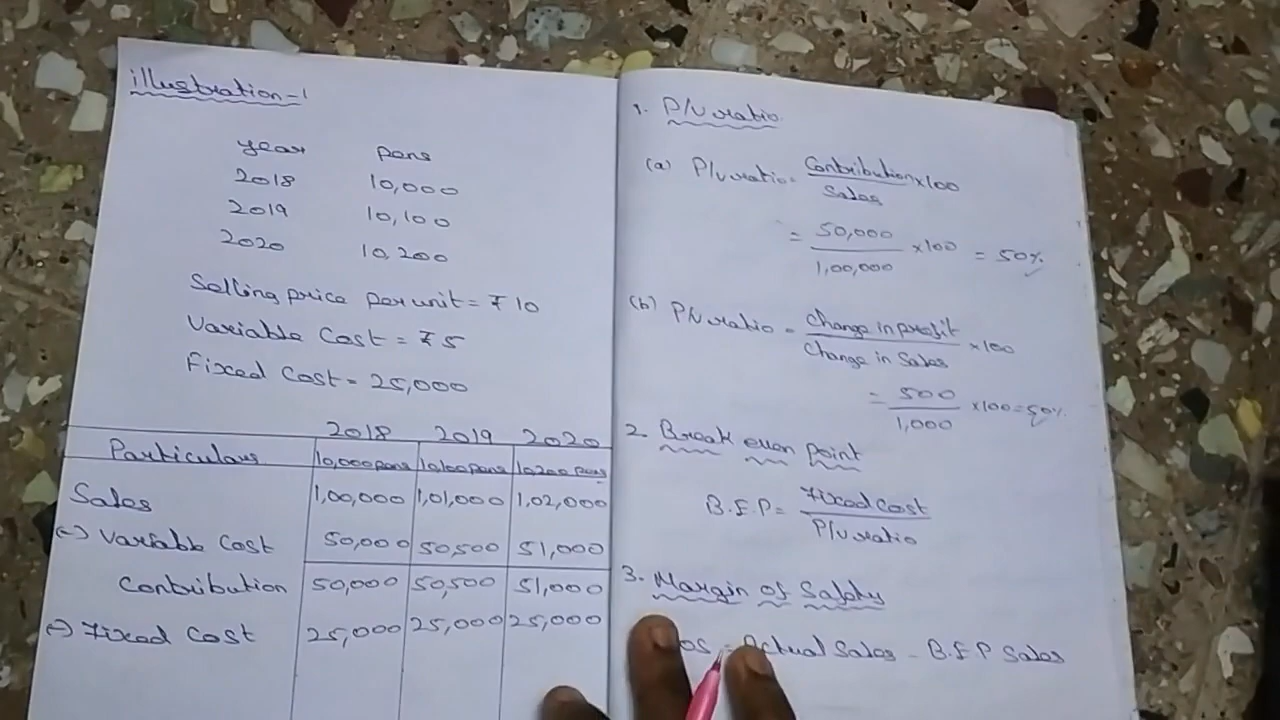 illustration-1
year pens
2018 10,000
2019 10,100
2020 10,200
Selling price per unit = ₹ 10
Variable Cost = ₹ 5
Fixed Cost = 25,000
2018 2019 2020
Particulars 10,000 pens 10,100 pens 10,200 pens
Sales 1,00,000 1,01,000 1,02,000
(-) Variable Cost 50,000 50,500 51,000
Contribution 50,000 50,500 51,000
(-) Fixed Cost 25,000 25,000 25,000
1. P/V ratio
(a) P/V ratio = Contribution × 100
Sales
= 50,000 × 100 = 50%
1,00,000
(b) P/V ratio = Change in profit × 100
Change in Sales
= 500 × 100 = 50%
1,000
2. Break even point
B.E.P = Fixed Cost
P/V ratio
3. Margin of Safety
OS = Actual Sales - B.E.P Sales